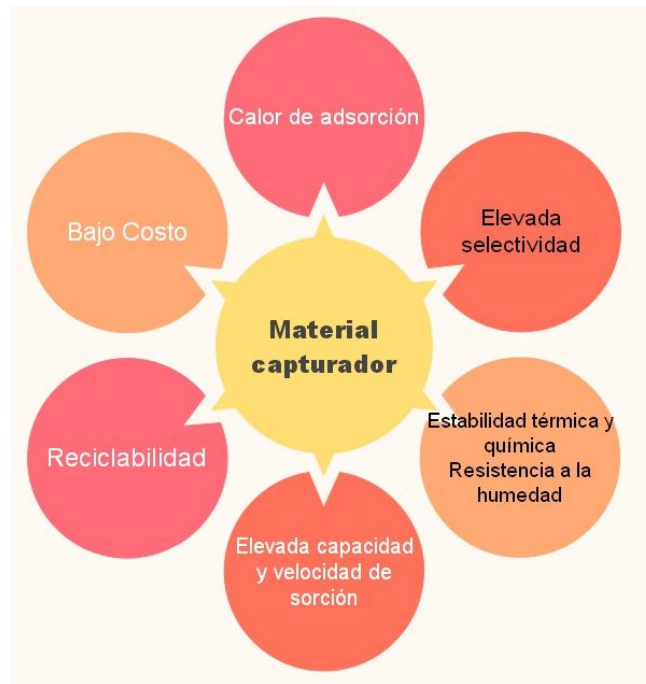 Calor de adsorción
Elevada
selectividad
Estabilidad térmica y
química
Resistencia a la
humedad
Elevada capacidad
y velocidad de
sorción
Reciclabilidad
Bajo Costo
Material
capturador